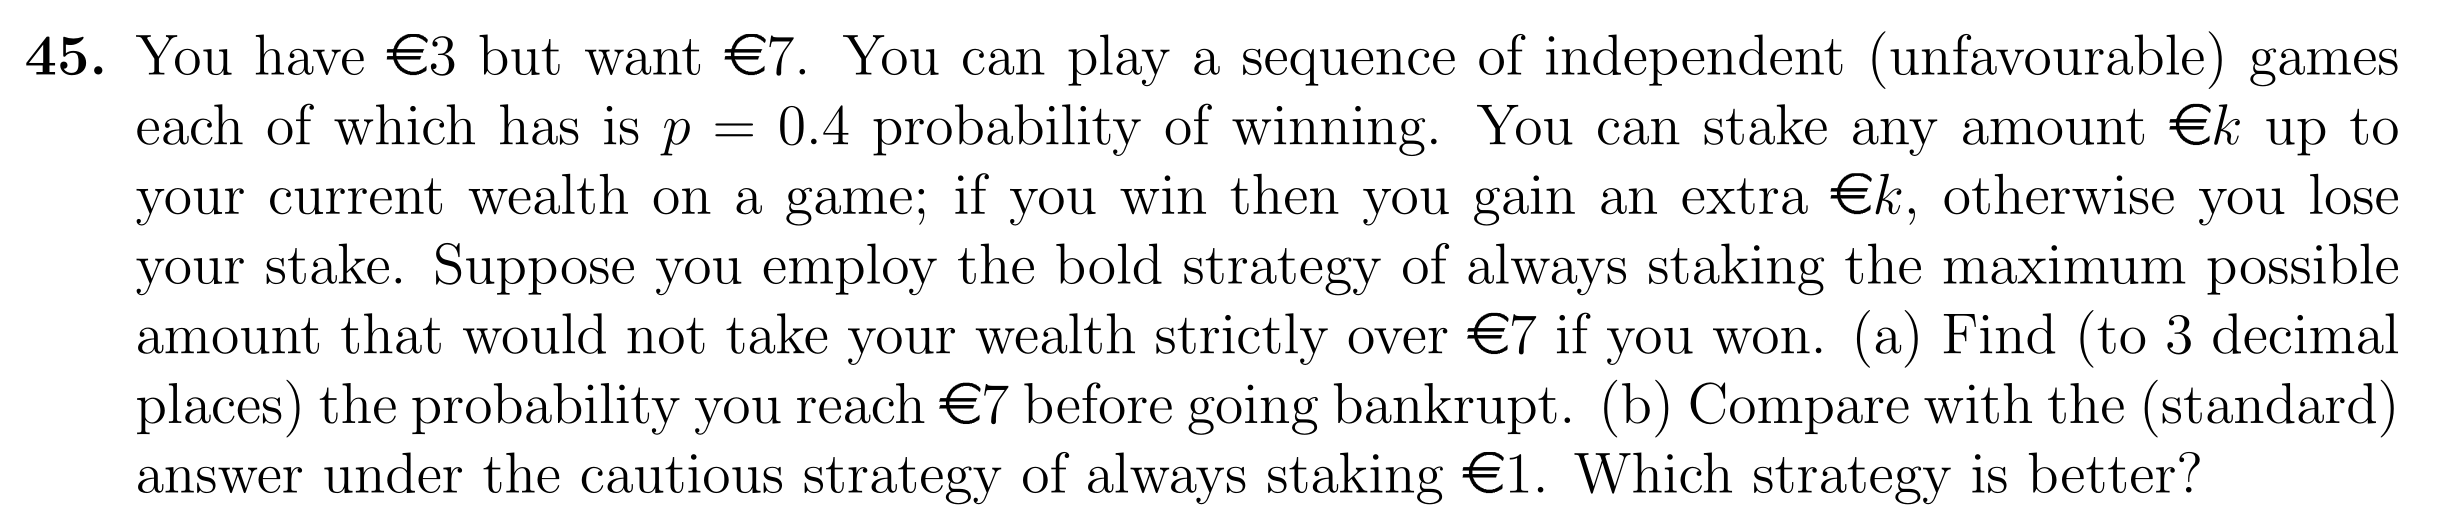 45. You have €3 but want €7. You can play a sequence of independent (unfavourable) games
each of which has is p = 0.4 probability of winning. You can stake any amount €k up to
your current wealth on a game; if you win then you gain an extra €k, otherwise you lose
your stake. Suppose you employ the bold strategy of always staking the maximum possible
amount that would not take your wealth strictly over €7 if you won. (a) Find (to 3 decimal
places) the probability you reach €7 before going bankrupt. (b) Compare with the (standard)
answer under the cautious strategy of always staking €1. Which strategy is better?